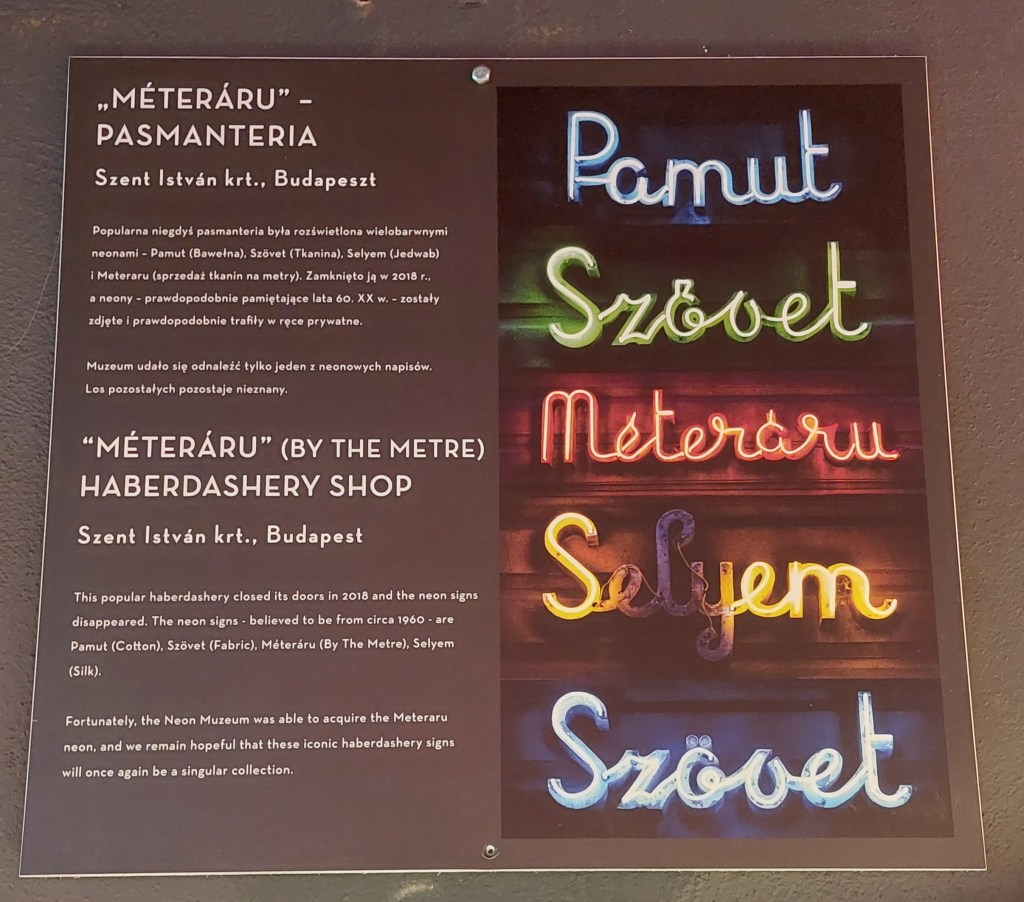 „MÉTERÁRU” –
PASMANTERIA
Szent István krt., Budapeszt
Popularna niegdyś pasmanteria była rozświetlona wielobarwnymi
neonami – Pamut (Bawełna), Szövet (Tkanina), Selyem (Jedwab)
i Meteraru (sprzedaż tkanin na metry). Zamknięto ją w 2018 r.,
a neony – prawdopodobnie pamiętające lata 60. XX w. – zostały
zdjęte i prawdopodobnie trafiły w ręce prywatne.
Muzeum udało się odnaleźć tylko jeden z neonowych napisów.
Los pozostałych pozostaje nieznany.
“MÉTERÁRU” (BY THE METRE)
HABERDASHERY SHOP
Szent István krt., Budapest
This popular haberdashery closed its doors in 2018 and the neon signs
disappeared. The neon signs - believed to be from circa 1960 - are
Pamut (Cotton), Szövet (Fabric), Méteráru (By The Metre), Selyem
(Silk).
Fortunately, the Neon Muzeum was able to acquire the Meteraru
neon, and we remain hopeful that these iconic haberdashery signs
will once again be a singular collection.
Pamut
Szövet
Méteráru
Selyem
Szövet